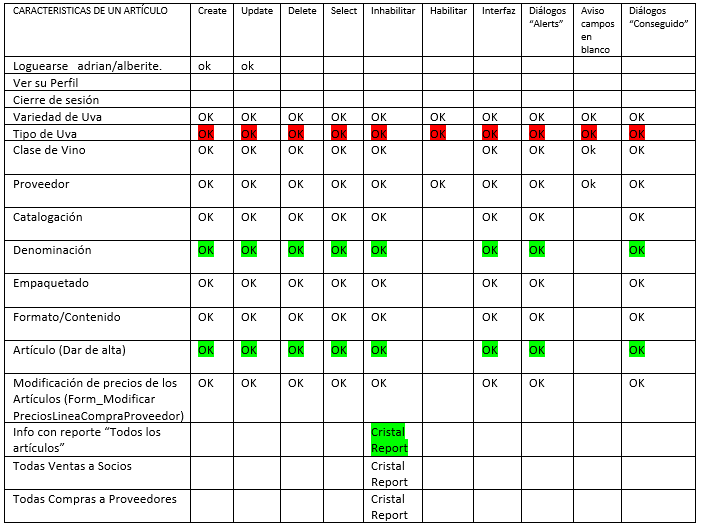 CARACTERISTICAS DE UN ARTÍCULO Create Update Delete Select Inhabilitar Habilitar Interfaz Diálogos "Alerts" Aviso campos en blanco Diálogos "Conseguido"
Loguearse adrian/alberite. ok ok
Ver su Perfil
Cierre de sesión
Variedad de Uva OK OK OK OK OK OK OK OK OK OK
Tipo de Uva OK OK OK OK OK OK OK OK OK OK
Clase de Vino OK OK OK OK OK OK OK Ok OK
Proveedor OK OK OK OK OK OK OK OK Ok OK
Catalogación OK OK OK OK OK OK OK OK
Denominación OK OK OK OK OK OK OK OK
Empaquetado OK OK OK OK OK OK OK OK
Formato/Contenido OK OK OK OK OK OK OK OK
Artículo (Dar de alta) OK OK OK OK OK OK OK OK
Modificación de precios de los OK OK OK OK OK OK OK OK
Artículos (Form_Modificar
PreciosLineaCompraProveedor)
Info con reporte "Todos los Cristal
artículos" Report
Todas Ventas a Socios Cristal
Report
Todas Compras a Proveedores Cristal
Report